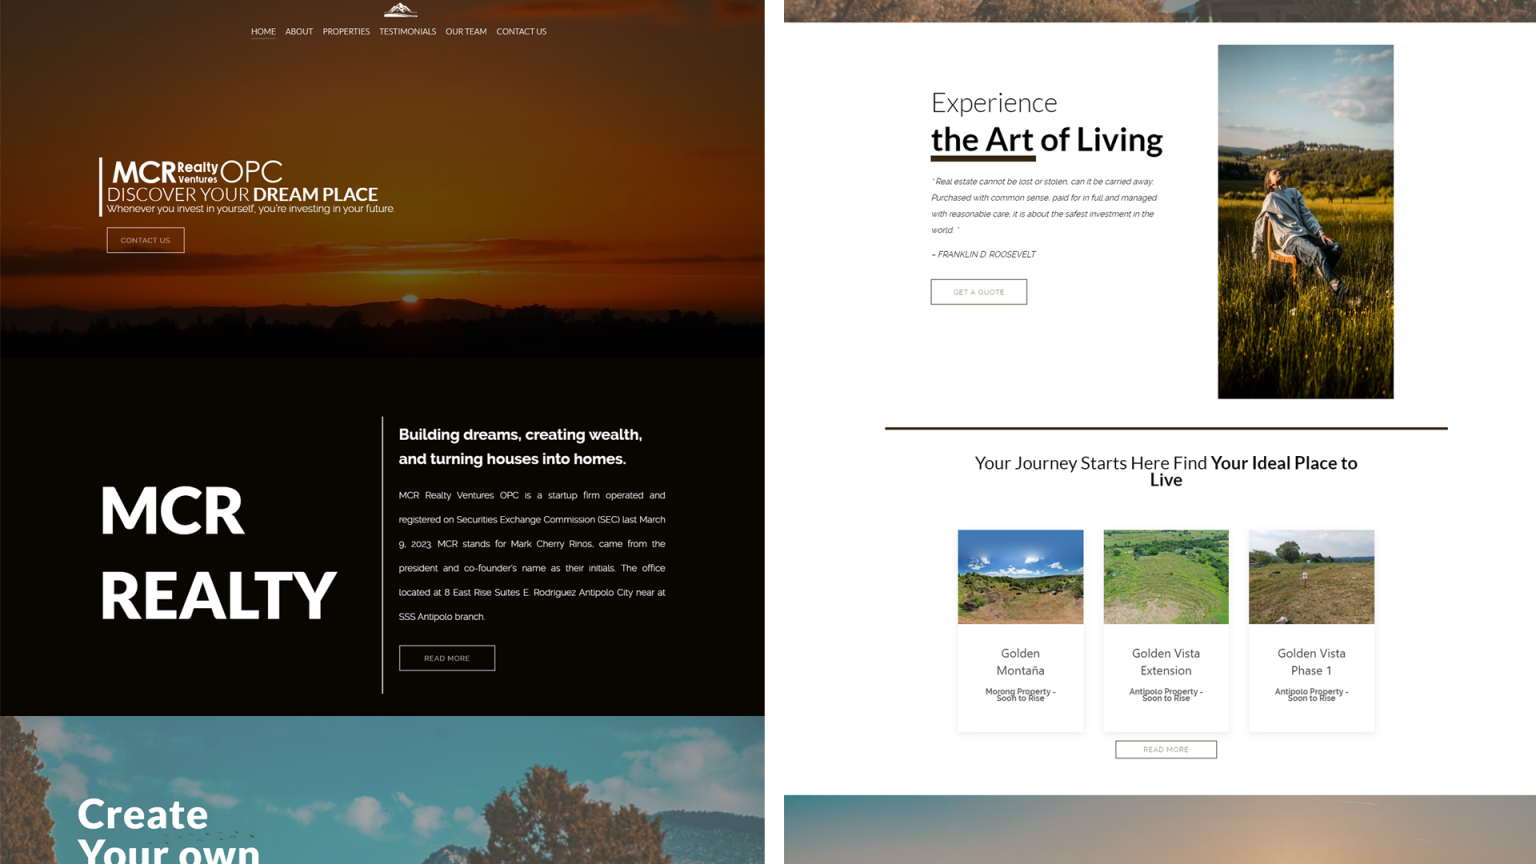 HOME ABOUT PROPERTIES TESTIMONIALS OUR TEAM CONTACT US
MCR Realty Ventures OPC
DISCOVER YOUR DREAM PLACE
Whenever you invest in yourself, you're investing in your future.
CONTACT US
MCR
REALTY
Building dreams, creating wealth,
and turning houses into homes.
MCR Realty Ventures OPC is a startup firm operated and
registered on Securities Exchange Commission (SEC) last March
9, 2023. MCR stands for Mark Cherry Rinos, came from the
president and co-founder's name as their initials. The office
located at 8 East Rise Suites E. Rodriguez Antipolo City near at
SSS Antipolo branch.
READ MORE
Create
Your own
Experience
the Art of Living
" Real estate cannot be lost or stolen, can it be carried away.
Purchased with common sense, paid for in full and managed
with reasonable care, it is about the safest investment in the
world. "
– FRANKLIN D. ROOSEVELT
GET A QUOTE
Your Journey Starts Here Find Your Ideal Place to
Live
Golden
Montaña
Morong Property -
Soon to Rise
Golden Vista
Extension
Antipolo Property -
Soon to Rise
Golden Vista
Phase 1
Antipolo Property -
Soon to Rise
READ MORE